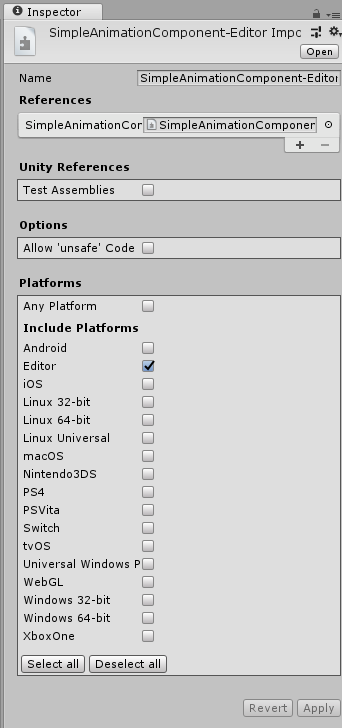 Inspector
SimpleAnimationComponent-Editor Impo
Open
Name SimpleAnimationComponent-Editor
References
SimpleAnimationCor SimpleAnimationComponer
+ −
Unity References
Test Assemblies
Options
Allow 'unsafe' Code
Platforms
Any Platform
Include Platforms
Android
Editor
iOS
Linux 32-bit
Linux 64-bit
Linux Universal
macOS
Nintendo3DS
PS4
PSVita
Switch
tvOS
Universal Windows P
WebGL
Windows 32-bit
Windows 64-bit
XboxOne
Select all Deselect all
Revert Apply